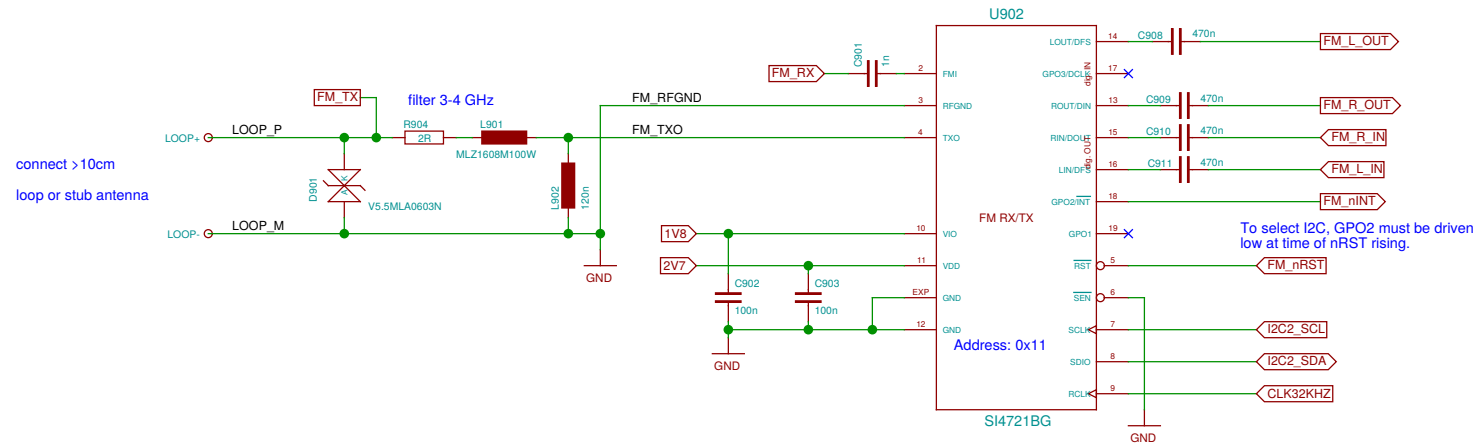 U902
FM_RX
C901
1n
2
FMI
LOUT/DFS
14
C908
470n
FM_L_OUT
GPO3/DCLK
17
dig. IN
FM_TX
filter 3-4 GHz
FM_RFGND
3
RFGND
ROUT/DIN
13
C909
470n
FM_R_OUT
LOOP+
LOOP_P
R904
2R
L901
MLZ1608M100W
FM_TXO
4
TXO
RIN/DOUT
15
C910
470n
FM_R_IN
dig. OUT
connect >10cm
loop or stub antenna
D901
A
K
V5.5MLA0603N
L902
120n
LIN/DFS
16
C911
470n
FM_L_IN
GPO2/INT
18
FM_nINT
FM RX/TX
LOOP-
LOOP_M
GND
1V8
10
VIO
GPO1
19
To select I2C, GPO2 must be driven
low at time of nRST rising.
2V7
11
VDD
RST
5
FM_nRST
C902
100n
C903
100n
EXP
GND
SEN
6
12
GND
SCLK
7
I2C2_SCL
Address: 0x11
GND
SDIO
8
I2C2_SDA
RCLK
9
CLK32KHZ
SI4721BG
GND